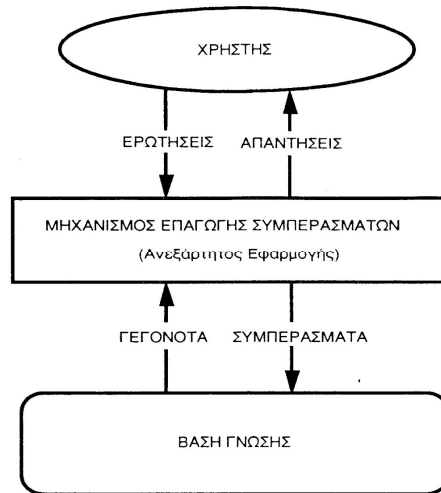 ΧΡΗΣΤΗΣ
ΕΡΩΤΗΣΕΙΣ ΑΠΑΝΤΗΣΕΙΣ
ΜΗΧΑΝΙΣΜΟΣ ΕΠΑΓΩΓΗΣ ΣΥΜΠΕΡΑΣΜΑΤΩΝ
(Ανεξάρτητος Εφαρμογής)
ΓΕΓΟΝΟΤΑ ΣΥΜΠΕΡΑΣΜΑΤΑ
ΒΑΣΗ ΓΝΩΣΗΣ